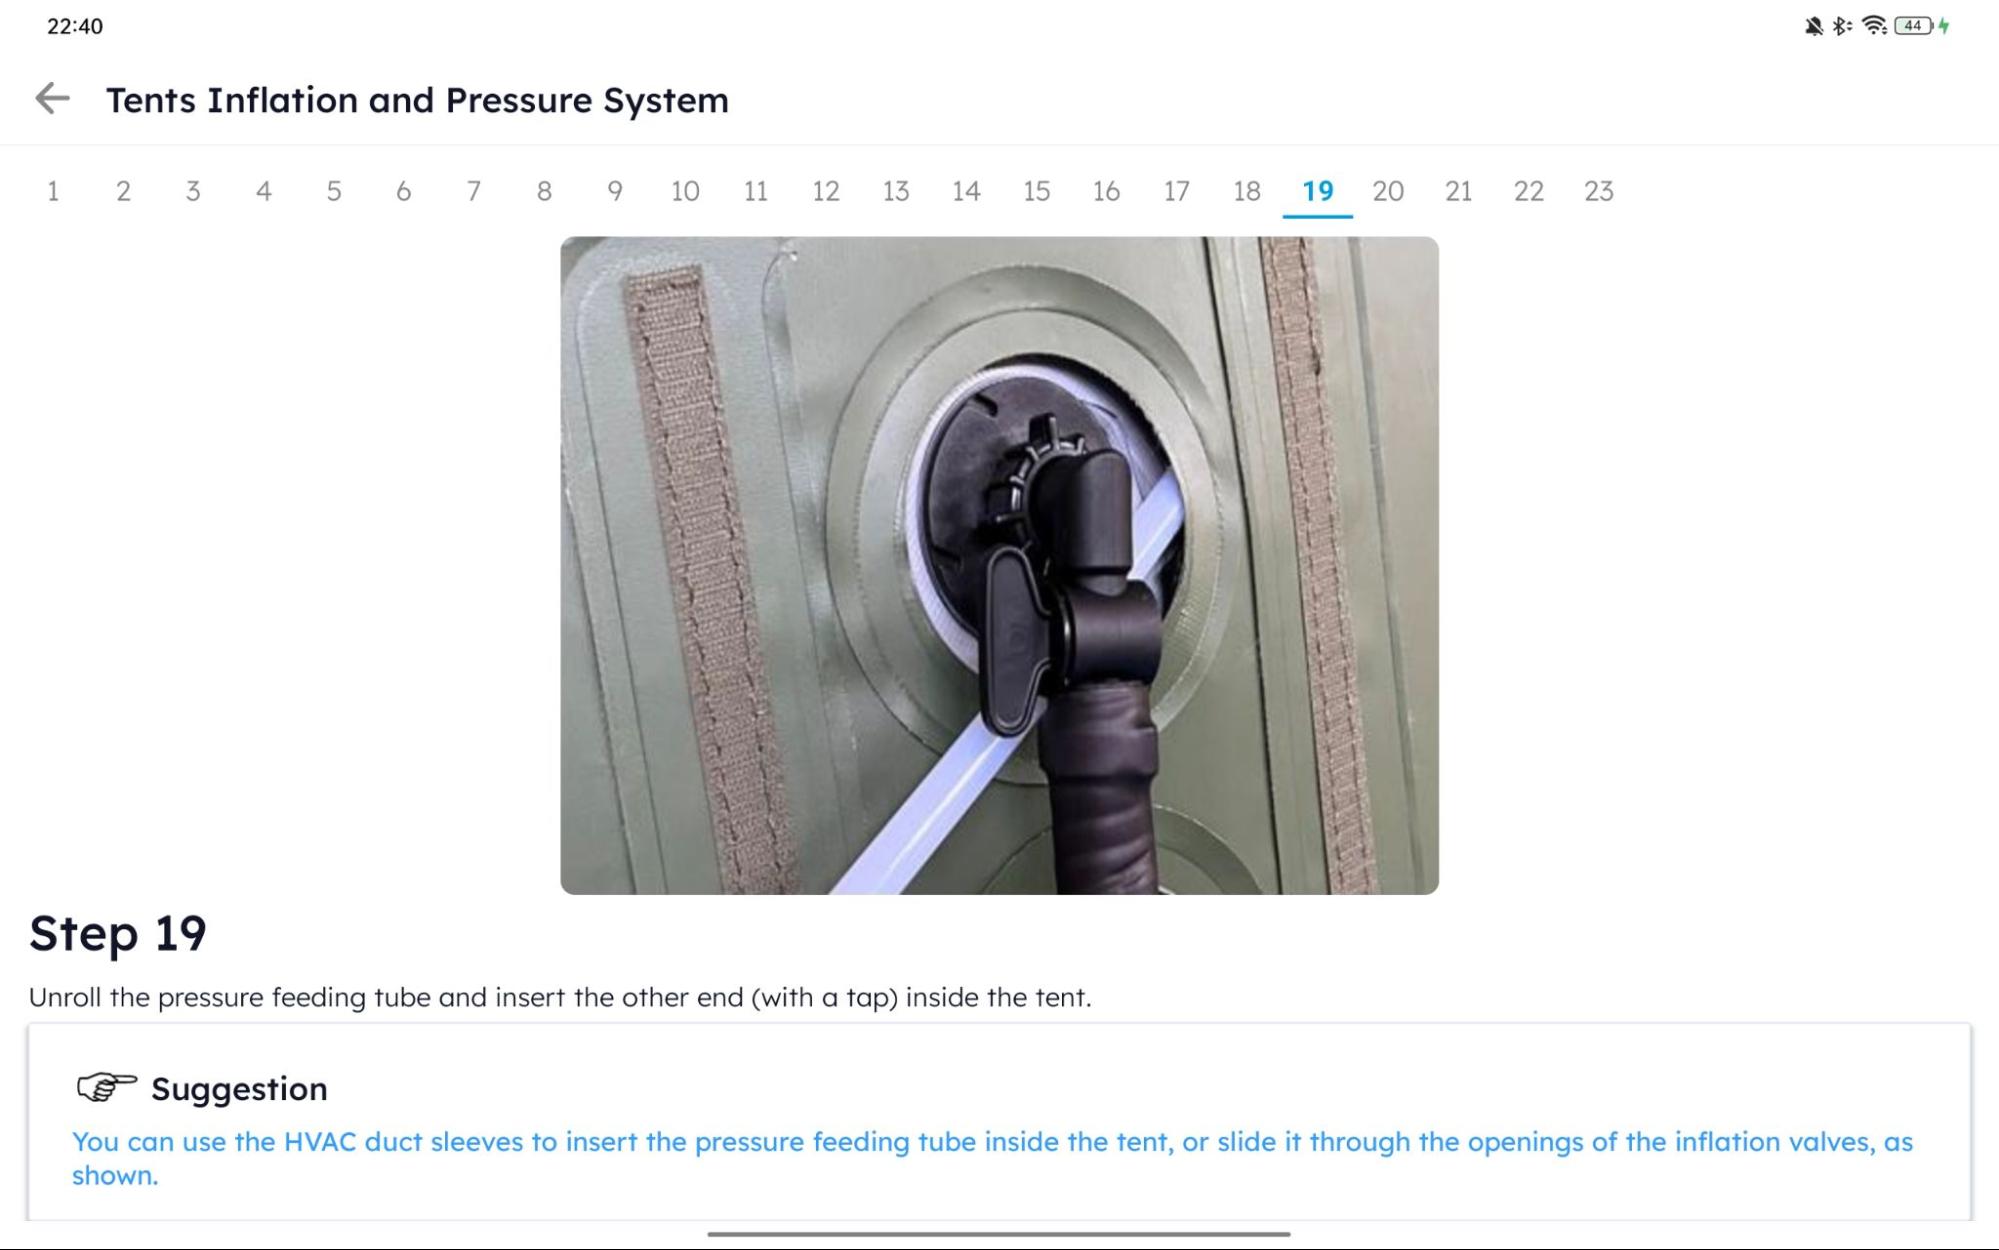 22:40
44
Tents Inflation and Pressure System
1 2 3 4 5 6 7 8 9 10 11 12 13 14 15 16 17 18 19 20 21 22 23
Step 19
Unroll the pressure feeding tube and insert the other end (with a tap) inside the tent.
Suggestion
You can use the HVAC duct sleeves to insert the pressure feeding tube inside the tent, or slide it through the openings of the inflation valves, as
shown.